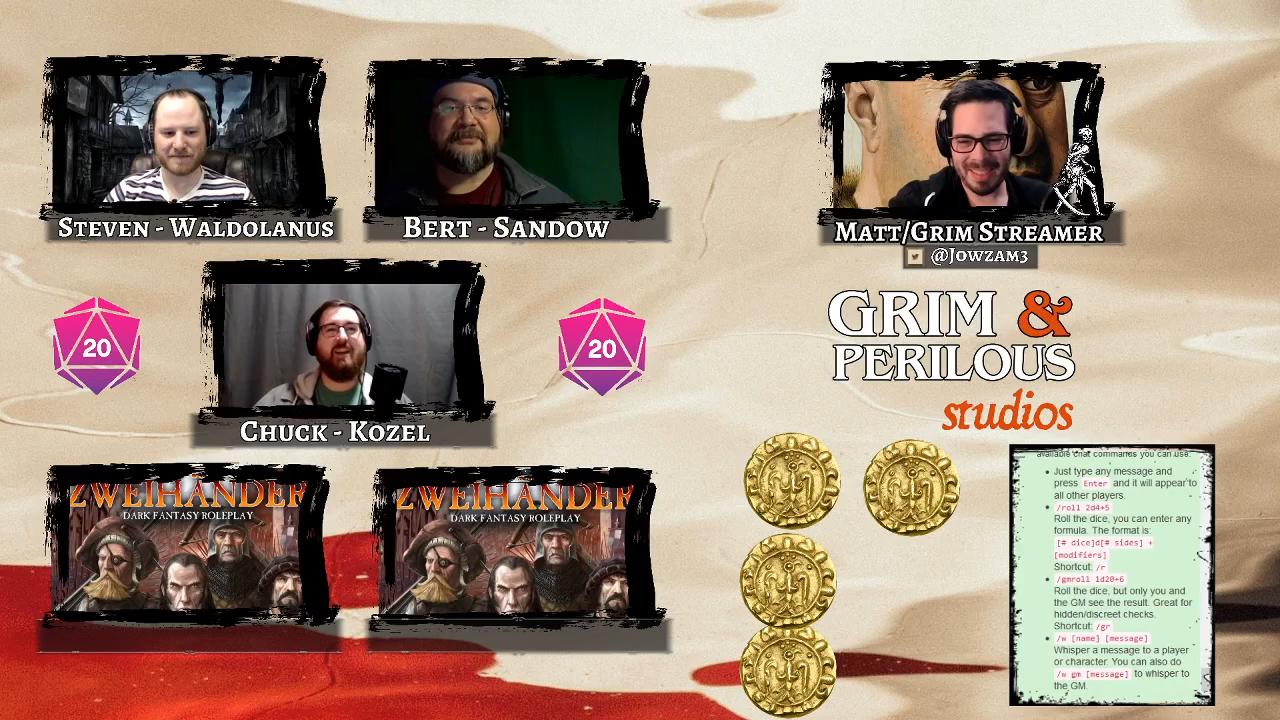 Steven - Waldolanus
Bert - Sandow
Matt/Grim Streamer
@Jowzam3
20
Chuck - Kozel
20
GRIM &
PERILOUS
studios
ZWEIHÄNDER
DARK FANTASY ROLEPLAY
ZWEIHÄNDER
DARK FANTASY ROLEPLAY
available chat commands you can use:
Just type any message and
press Enter and it will appear to
all other players.
/roll 2d4+5
Roll the dice, you can enter any
formula. The format is:
[# dice]d[# sides] +
[modifiers]
Shortcut: /r
/gmroll 1d20+6
Roll the dice, but only you and
the GM see the result. Great for
hidden/discreet checks.
Shortcut: /gr
/w [name] [message]
Whisper a message to a player
or character. You can also do
/w gm [message] to whisper to
the GM.